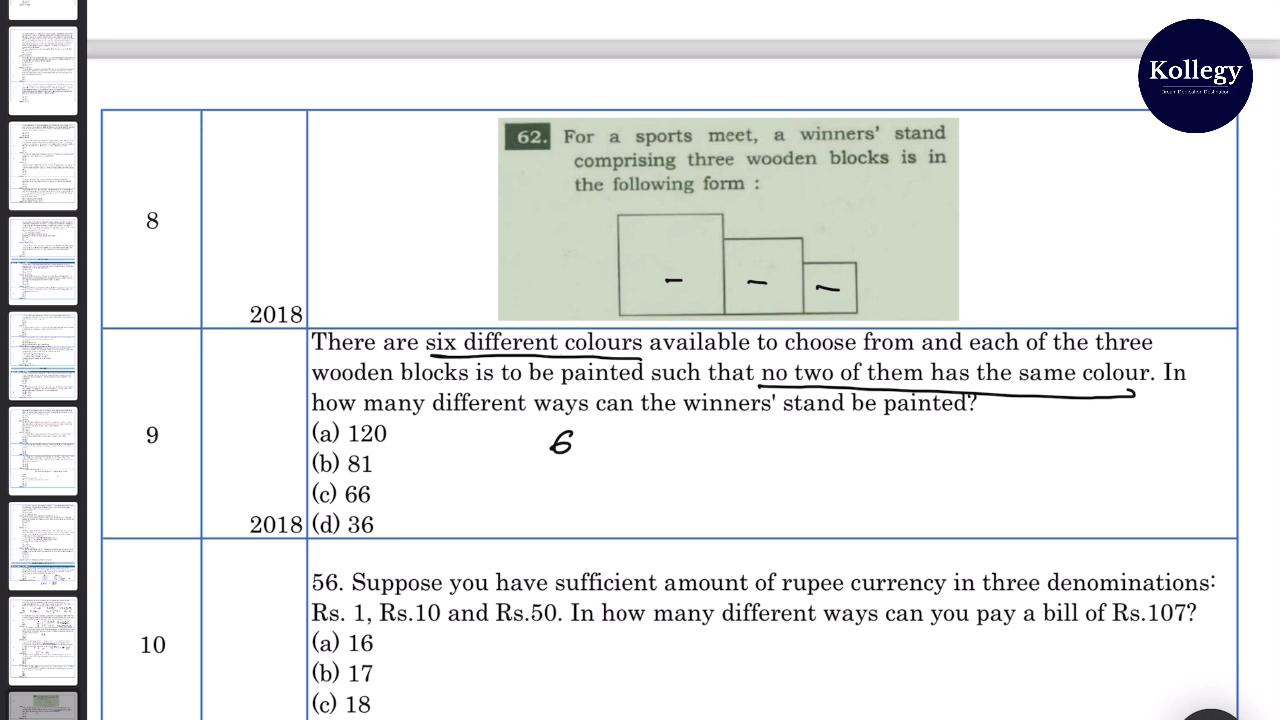 Kollegy
Dream Dedication Destination
62. For a sports meet, a winners' stand
comprising three wooden blocks is in
the following form :
8
2018
There are six different colours available to choose from and each of the three
wooden blocks is to be painted such that no two of them has the same colour. In
how many different ways can the winners' stand be painted?
(a) 120
6
9
(b) 81
(c) 66
2018
(d) 36
56. Suppose you have sufficient amount of rupee currency in three denominations:
Rs. 1, Rs.10 and Rs.50. In how many different ways can you pay a bill of Rs.107?
10
(a) 16
(b) 17
(c) 18